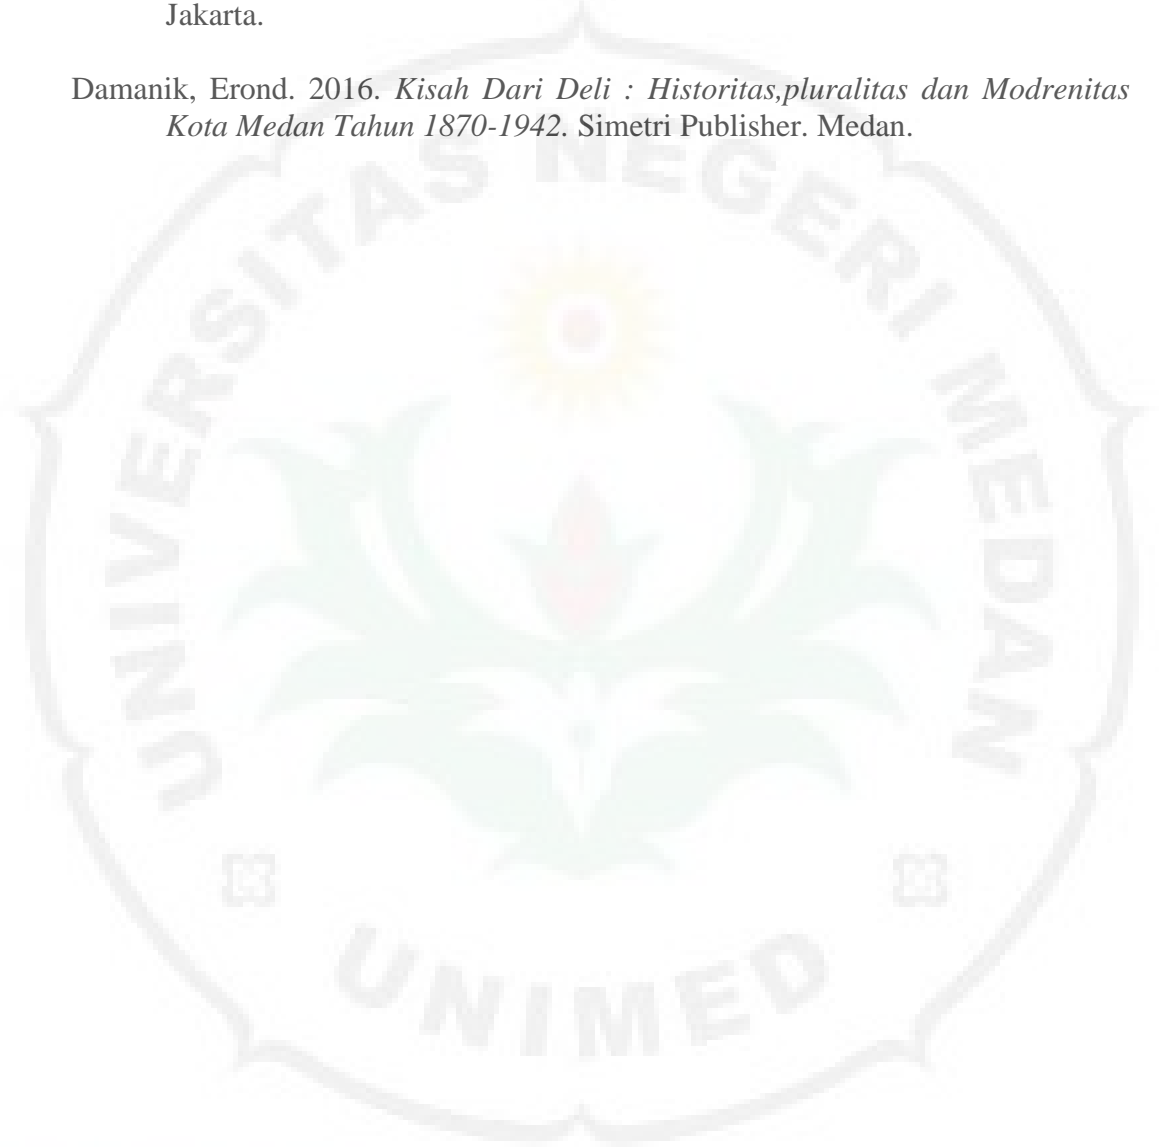 Jakarta.
Damanik, Erond. 2016. Kisah Dari Deli : Historitas,pluralitas dan Modrenitas
Kota Medan Tahun 1870-1942. Simetri Publisher. Medan.
UNIVERSITAS NEGERI MEDAN
UNIMED